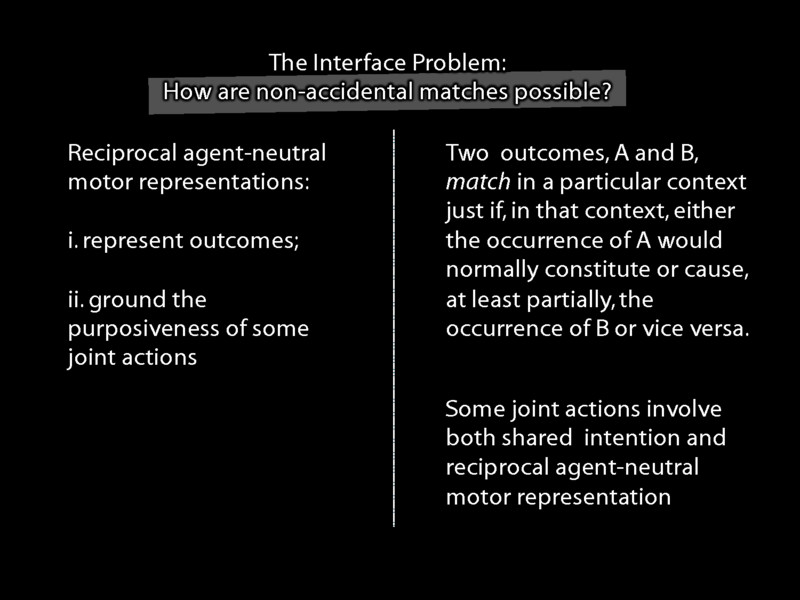 The Interface Problem:
How are non-accidental matches possible?
Reciprocal agent-neutral
motor representations:
i. represent outcomes;
ii. ground the
purposiveness of some
joint actions
Two outcomes, A and B,
match in a particular context
just if, in that context, either
the occurrence of A would
normally constitute or cause,
at least partially, the
occurrence of B or vice versa.
Some joint actions involve
both shared intention and
reciprocal agent-neutral
motor representation